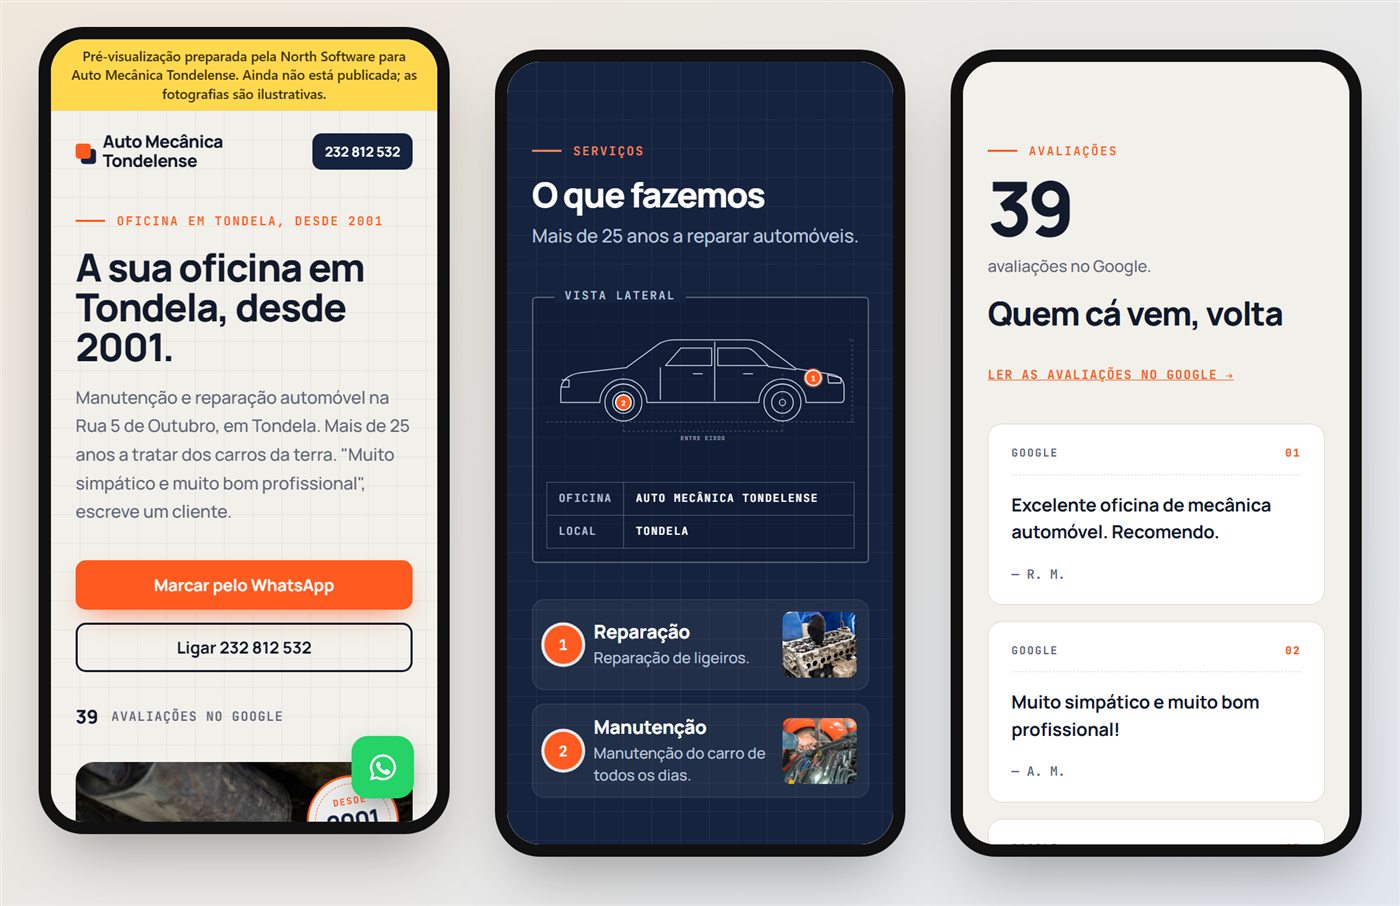 Pré-visualização preparada pela North Software para
Auto Mecânica Tondelense. Ainda não está publicada; as
fotografias são ilustrativas.
Auto Mecânica
Tondelense
232 812 532
OFICINA EM TONDELA, DESDE 2001
A sua oficina em
Tondela, desde
2001.
Manutenção e reparação automóvel na
Rua 5 de Outubro, em Tondela. Mais de 25
anos a tratar dos carros da terra. "Muito
simpático e muito bom profissional",
escreve um cliente.
Marcar pelo WhatsApp
Ligar 232 812 532
39 AVALIAÇÕES NO GOOGLE
DESDE
2001
SERVIÇOS
O que fazemos
Mais de 25 anos a reparar automóveis.
VISTA LATERAL
1
2
ENTRE EIXOS
OFICINA AUTO MECÂNICA TONDELENSE
LOCAL TONDELA
1 Reparação
Reparação de ligeiros.
2 Manutenção
Manutenção do carro de
todos os dias.
AVALIAÇÕES
39
avaliações no Google.
Quem cá vem, volta
LER AS AVALIAÇÕES NO GOOGLE →
GOOGLE 01
Excelente oficina de mecânica
automóvel. Recomendo.
— R. M.
GOOGLE 02
Muito simpático e muito bom
profissional!
— A. M.